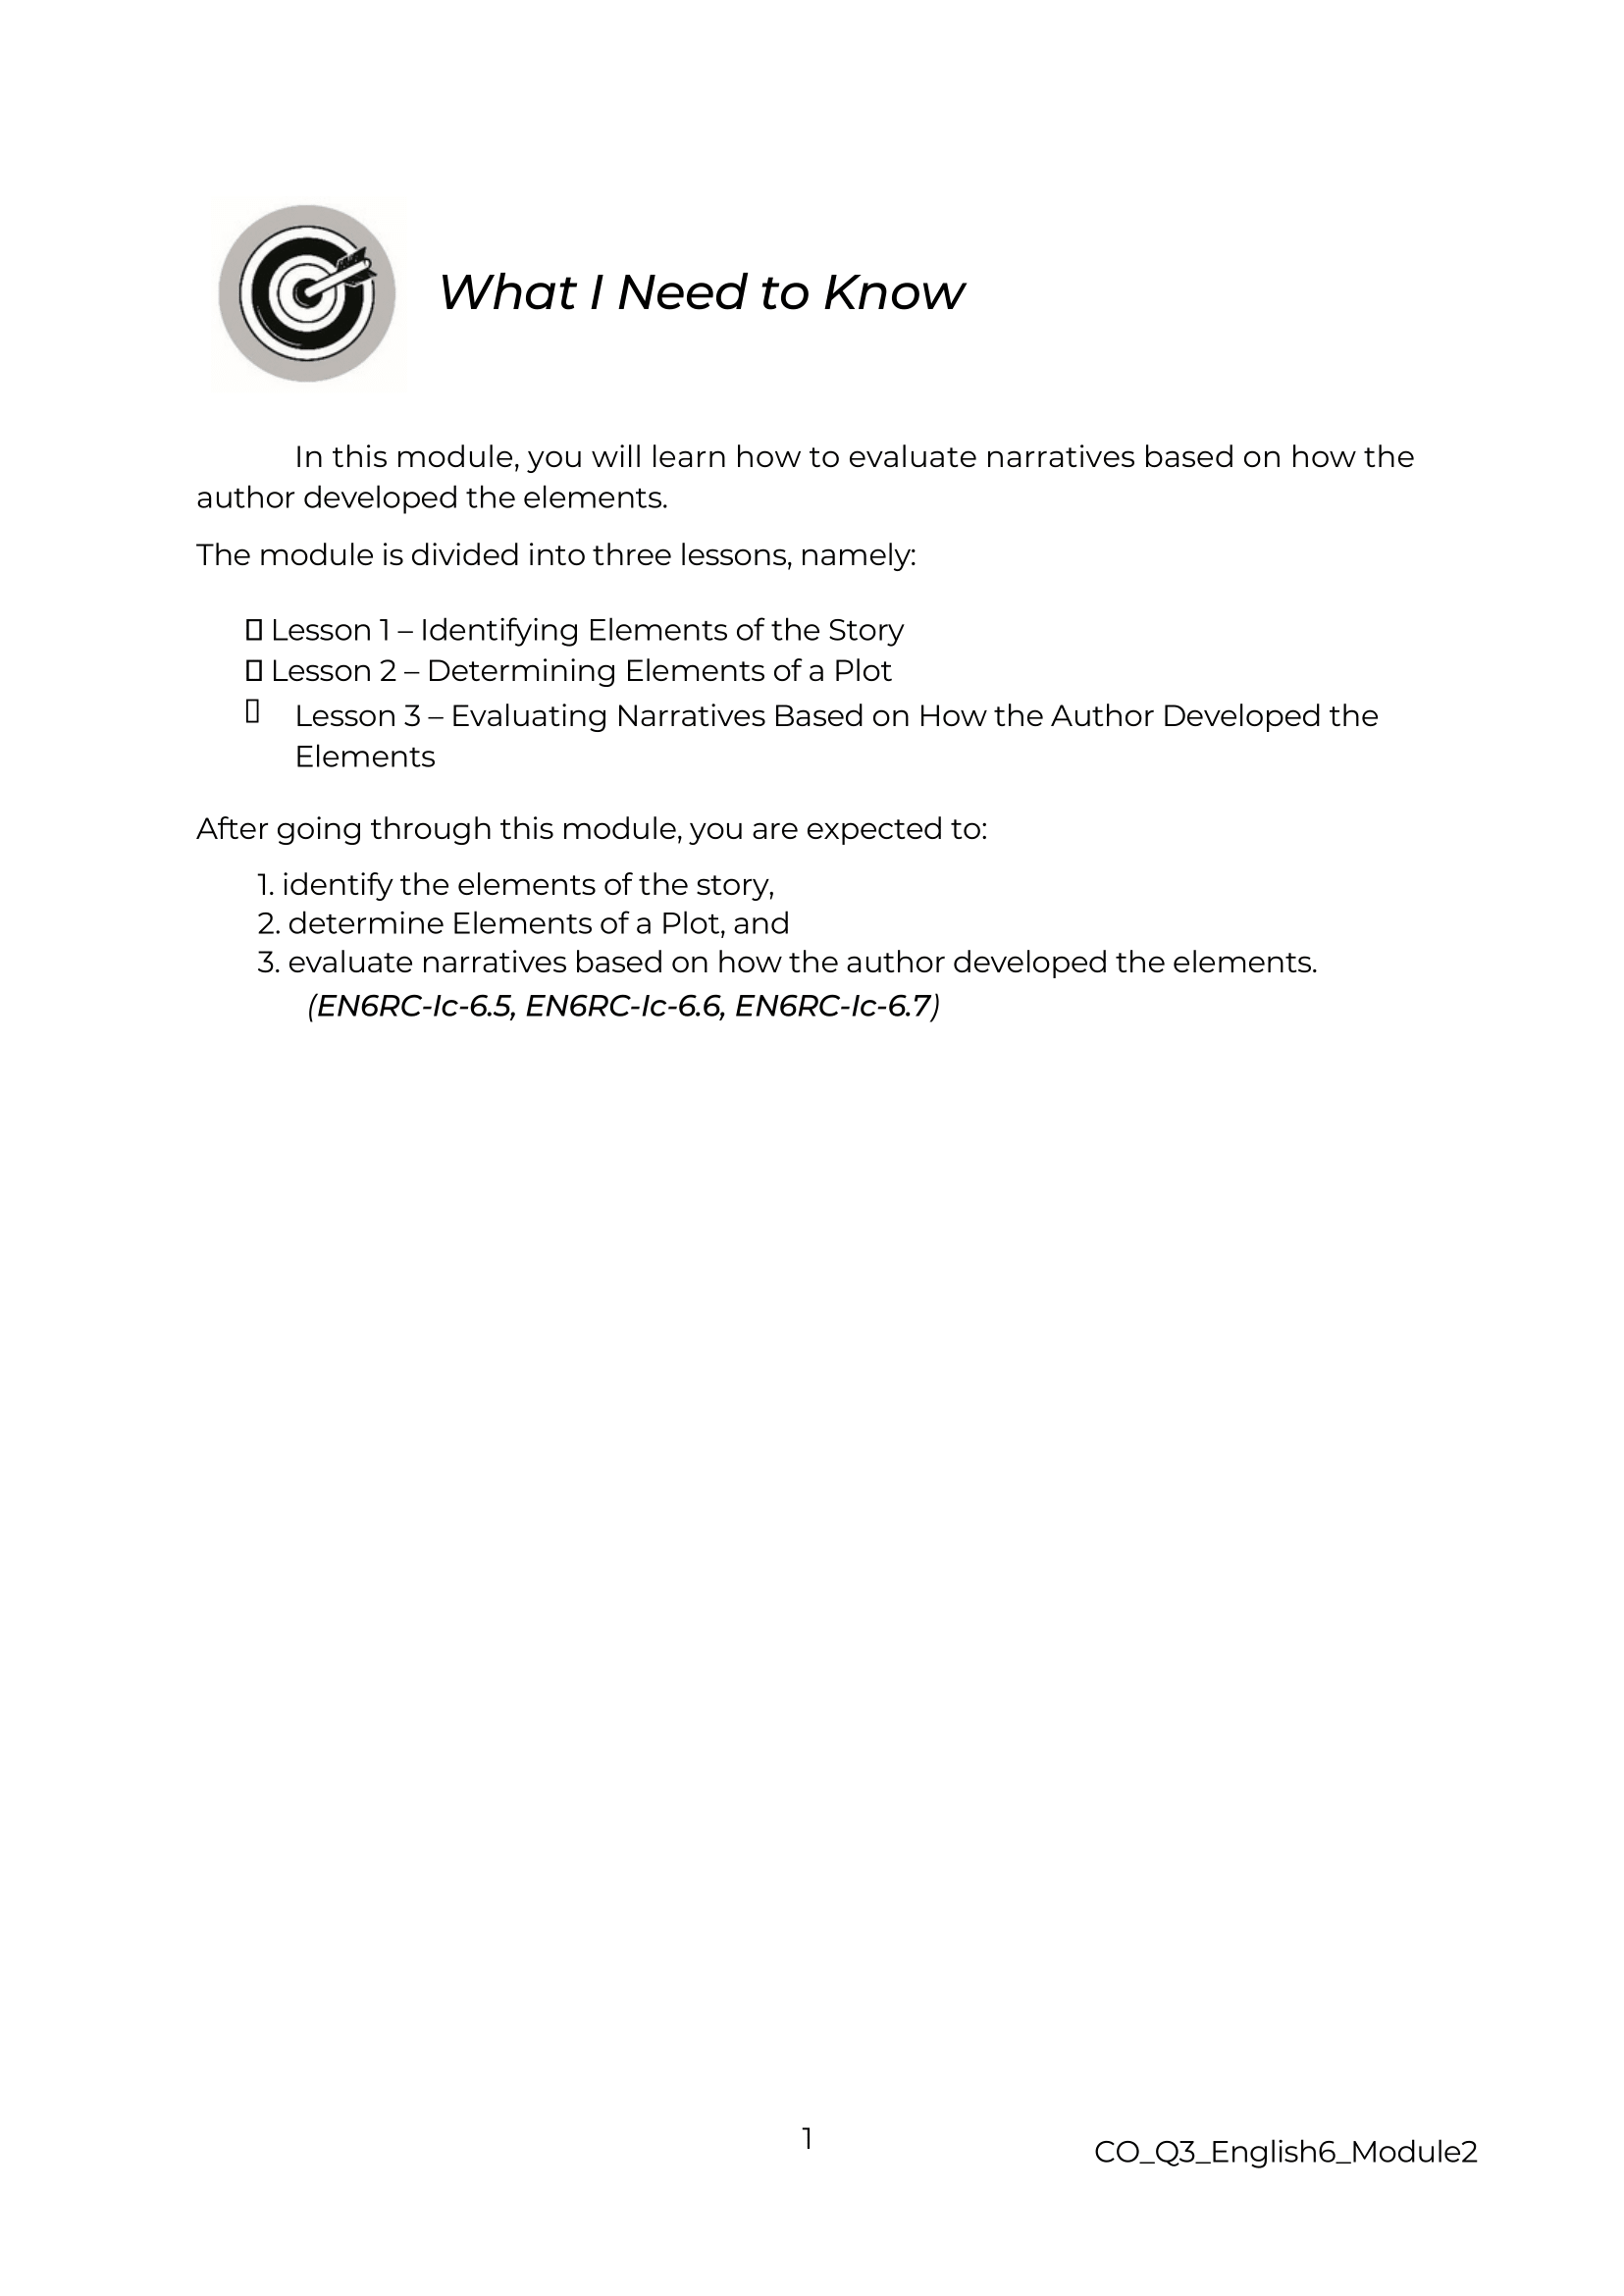 What I Need to Know
In this module, you will learn how to evaluate narratives based on how the
author developed the elements.
The module is divided into three lessons, namely:
▯ Lesson 1 – Identifying Elements of the Story
▯ Lesson 2 – Determining Elements of a Plot
▯ Lesson 3 – Evaluating Narratives Based on How the Author Developed the
Elements
After going through this module, you are expected to:
1. identify the elements of the story,
2. determine Elements of a Plot, and
3. evaluate narratives based on how the author developed the elements.
(EN6RC-Ic-6.5, EN6RC-Ic-6.6, EN6RC-Ic-6.7)
1
CO_Q3_English6_Module2